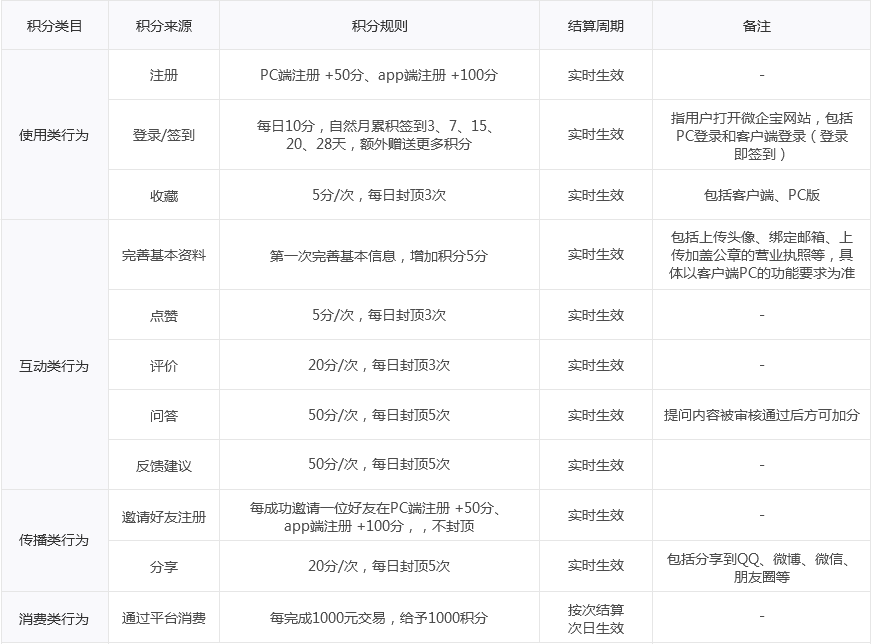 积分类目 积分来源 积分规则 结算周期 备注
使用类行为
注册 PC端注册 +50分、app端注册 +100分 实时生效 -
登录/签到
每日10分，自然月累积签到3、7、15、
20、28天，额外赠送更多积分
实时生效
指用户打开微企宝网站，包括
PC登录和客户端登录（登录
即签到）
收藏 5分/次，每日封顶3次 实时生效 包括客户端、PC版
互动类行为
完善基本资料 第一次完善基本信息，增加积分5分 实时生效
包括上传头像、绑定邮箱、上
传加盖公章的营业执照等，具
体以客户端PC的功能要求为准
点赞 5分/次，每日封顶3次 实时生效 -
评价 20分/次，每日封顶3次 实时生效 -
问答 50分/次，每日封顶5次 实时生效 提问内容被审核通过后方可加分
反馈建议 50分/次，每日封顶5次 实时生效 -
传播类行为
邀请好友注册
每成功邀请一位好友在PC端注册 +50分、
app端注册 +100分，，不封顶
实时生效 -
分享 20分/次，每日封顶5次 实时生效
包括分享到QQ、微博、微信、
朋友圈等
消费类行为 通过平台消费 每完成1000元交易，给予1000积分
按次结算
次日生效
-